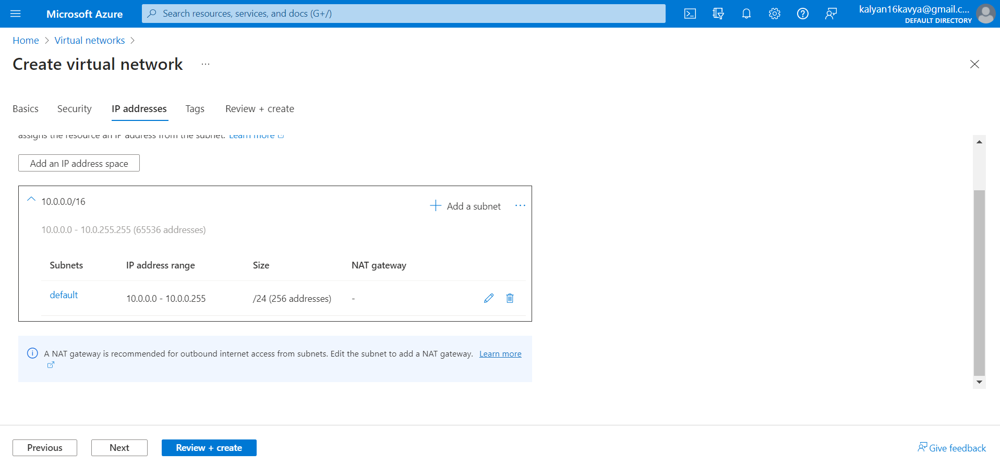 Microsoft Azure
Search resources, services, and docs (G+/)
kalyan16kavya@gmail.c...
DEFAULT DIRECTORY
Home > Virtual networks >
Create virtual network ...
Basics Security IP addresses Tags Review + create
assigns the resource an IP address from the subnet. Learn more
Add an IP address space
10.0.0.0/16
Add a subnet ...
10.0.0.0 - 10.0.255.255 (65536 addresses)
Subnets IP address range Size NAT gateway
default 10.0.0.0 - 10.0.0.255 /24 (256 addresses) -
A NAT gateway is recommended for outbound internet access from subnets. Edit the subnet to add a NAT gateway. Learn more
Previous Next Review + create Give feedback